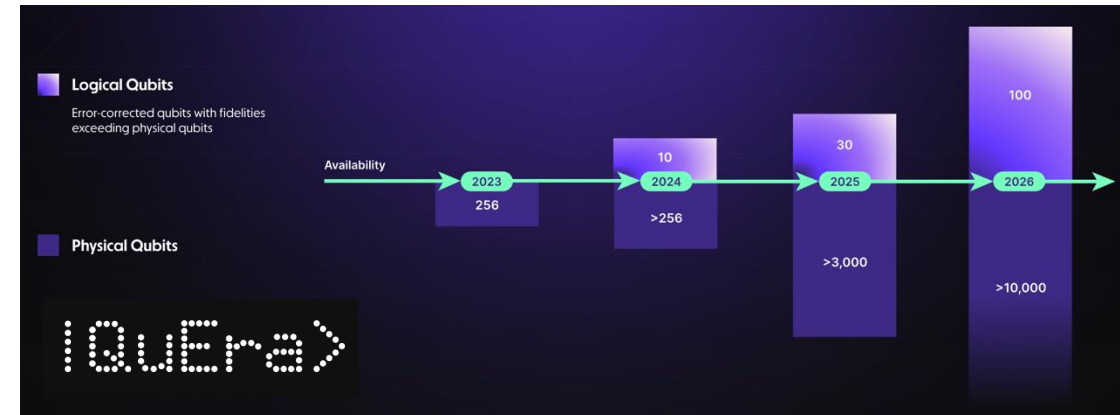 Logical Qubits
Error-corrected qubits with fidelities
exceeding physical qubits
Availability
2023
2024
2025
2026
10
30
100
256
>256
>3,000
>10,000
Physical Qubits
|QuEra>